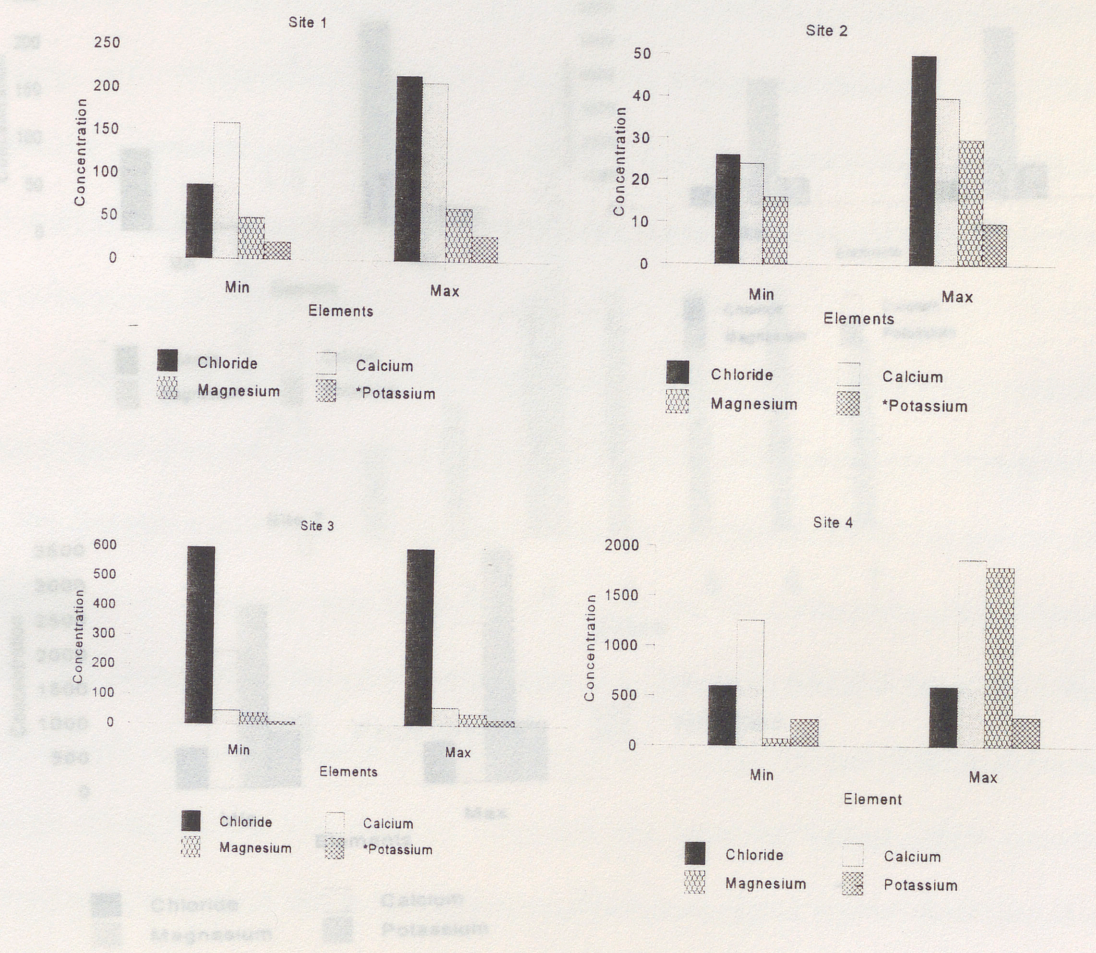 Site 1
250
200
150
100
50
0
Concentration
Min
Max
Elements
Chloride
Calcium
Magnesium
*Potassium
Site 2
50
40
30
20
10
0
Concentration
Min
Max
Elements
Chloride
Calcium
Magnesium
*Potassium
Site 3
600
500
400
300
200
100
0
Concentration
Min
Max
Elements
Chloride
Calcium
Magnesium
*Potassium
Site 4
2000
1500
1000
500
0
Concentration
Min
Max
Element
Chloride
Calcium
Magnesium
Potassium